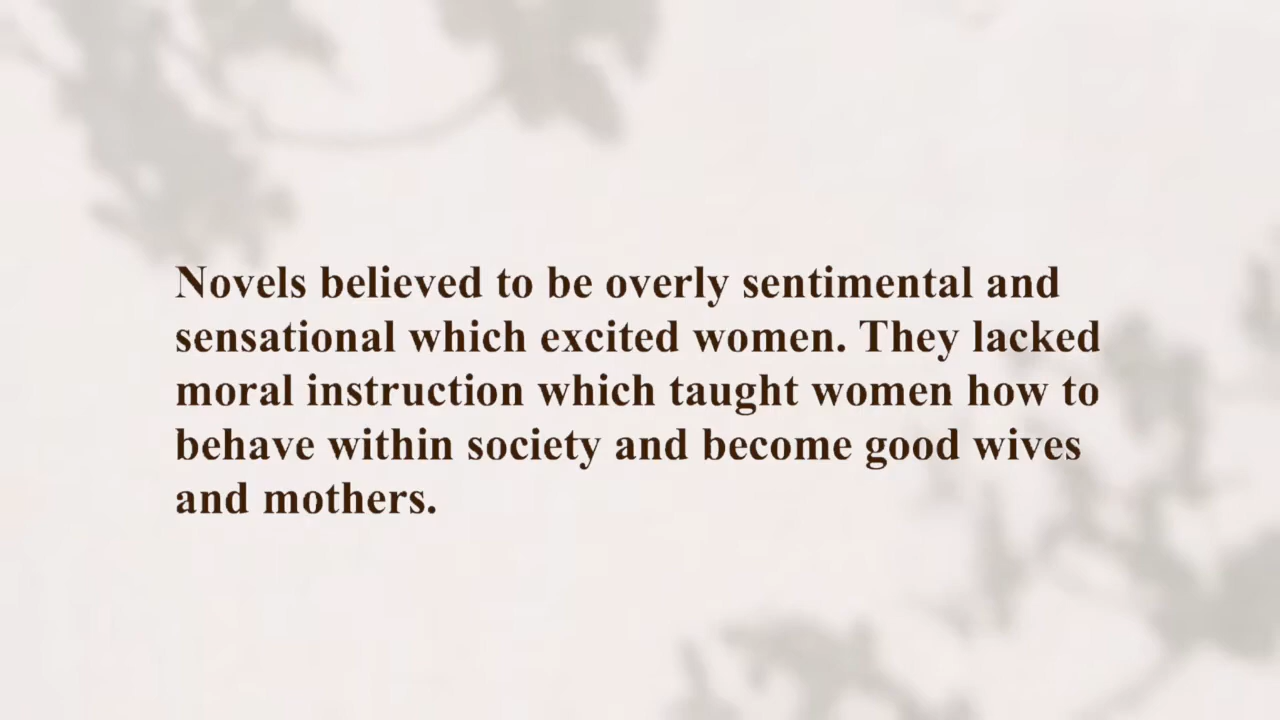 Novels believed to be overly sentimental and
sensational which excited women. They lacked
moral instruction which taught women how to
behave within society and become good wives
and mothers.